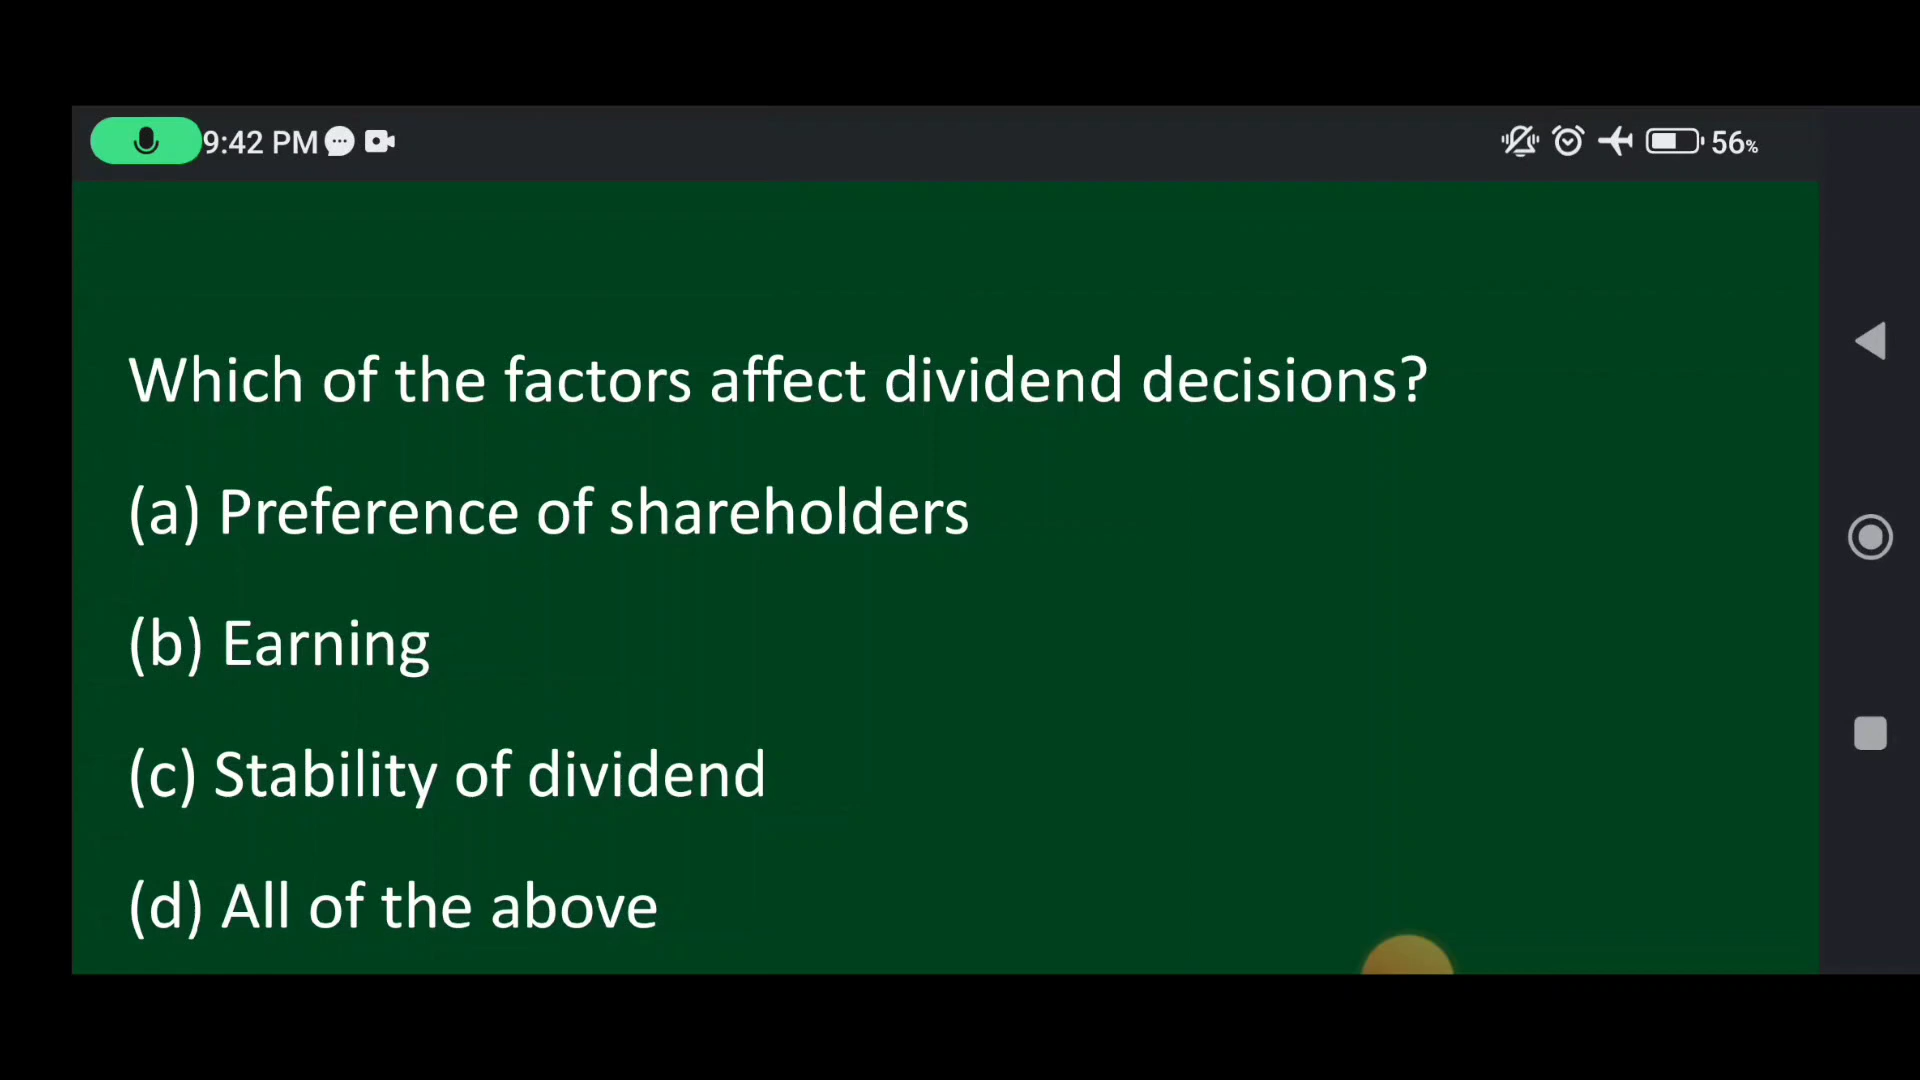 9:42 PM 56%
Which of the factors affect dividend decisions?
(a) Preference of shareholders
(b) Earning
(c) Stability of dividend
(d) All of the above